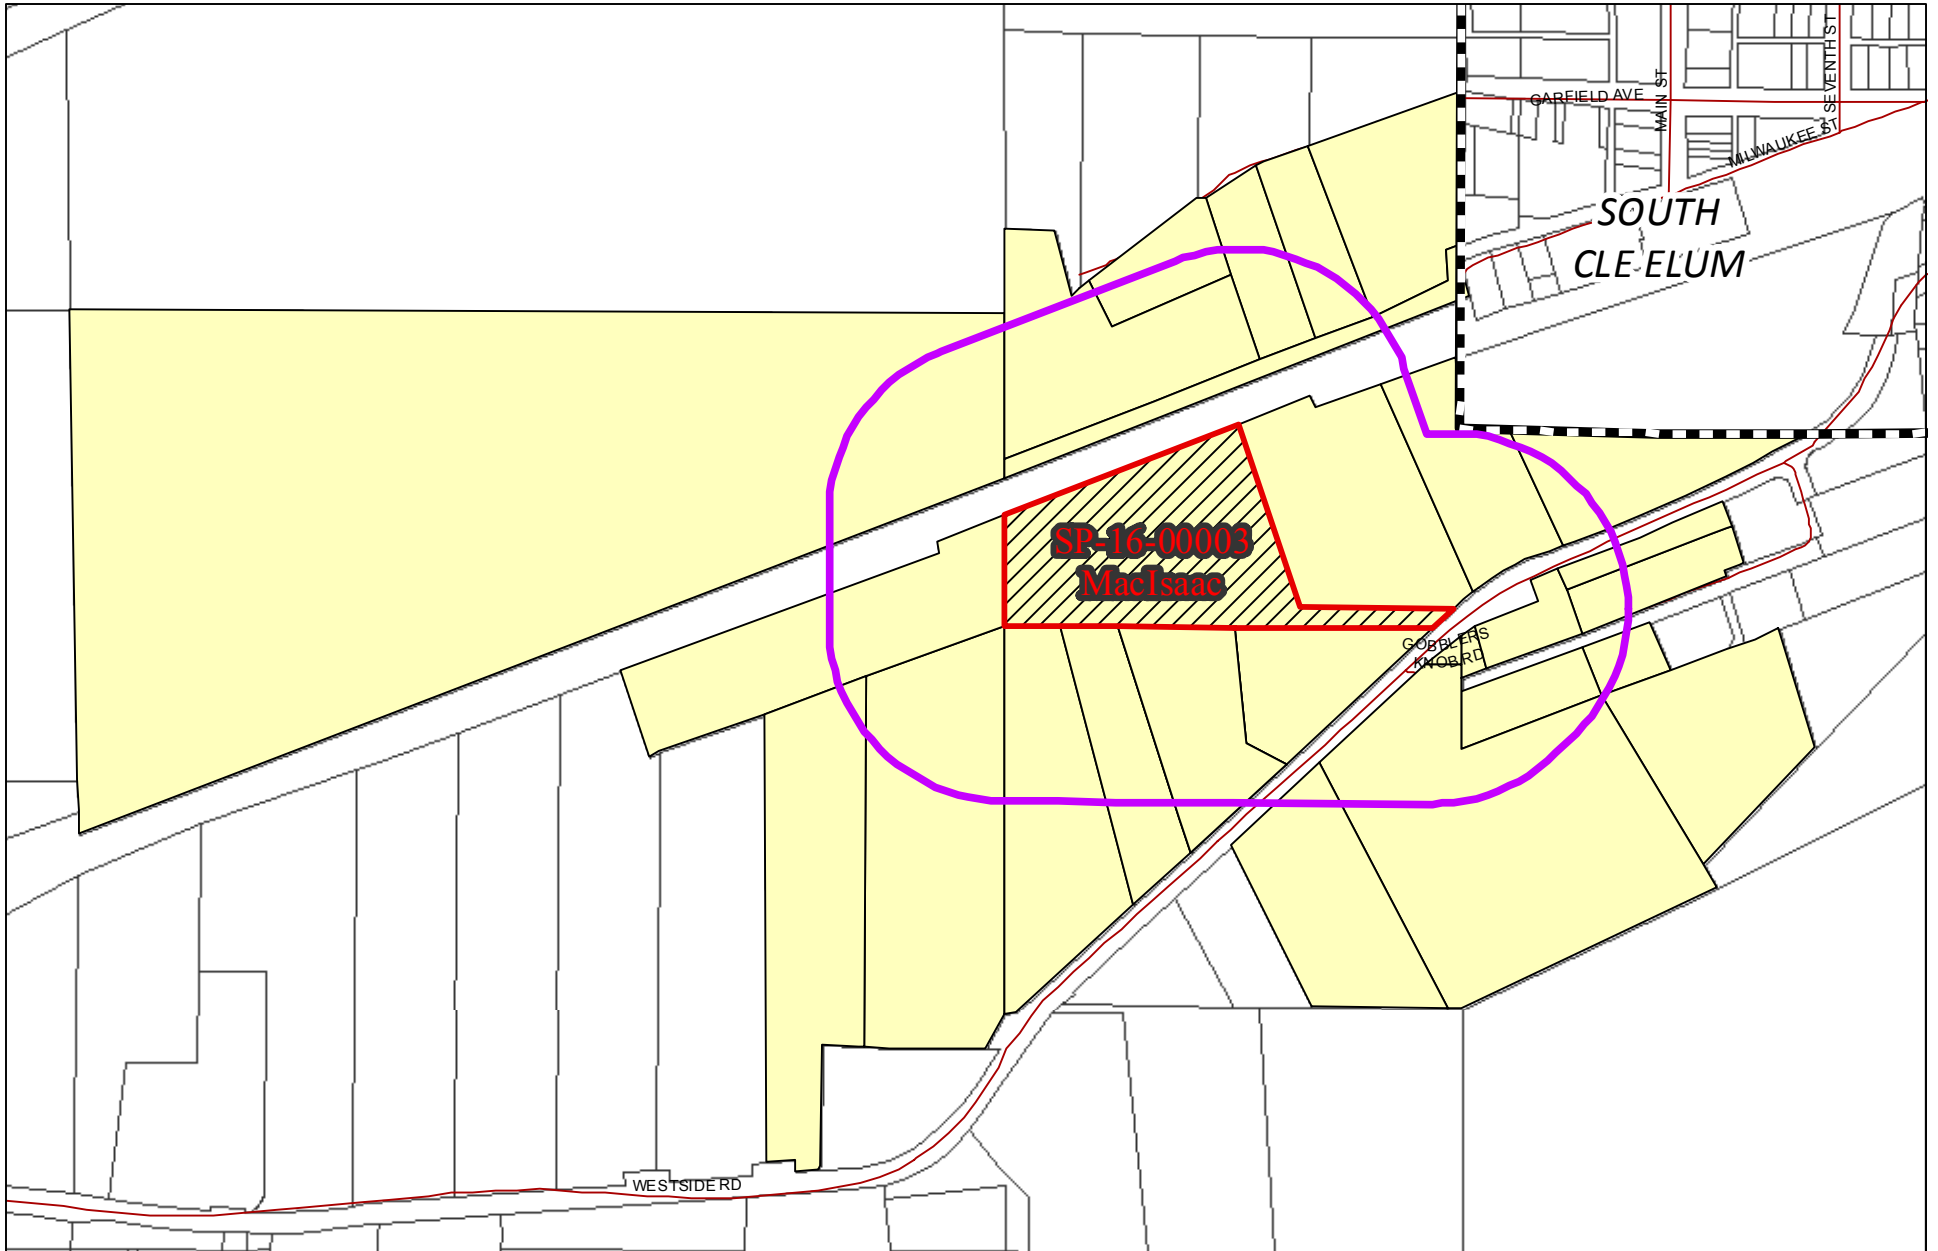 GARFIELD AVE
MAIN ST
SEVENTH ST
MILWAUKEE ST
SOUTH
CLE ELUM
SP-16-00003
MacIsaac
GOBBLERS
KNOB RD
WESTSIDE RD